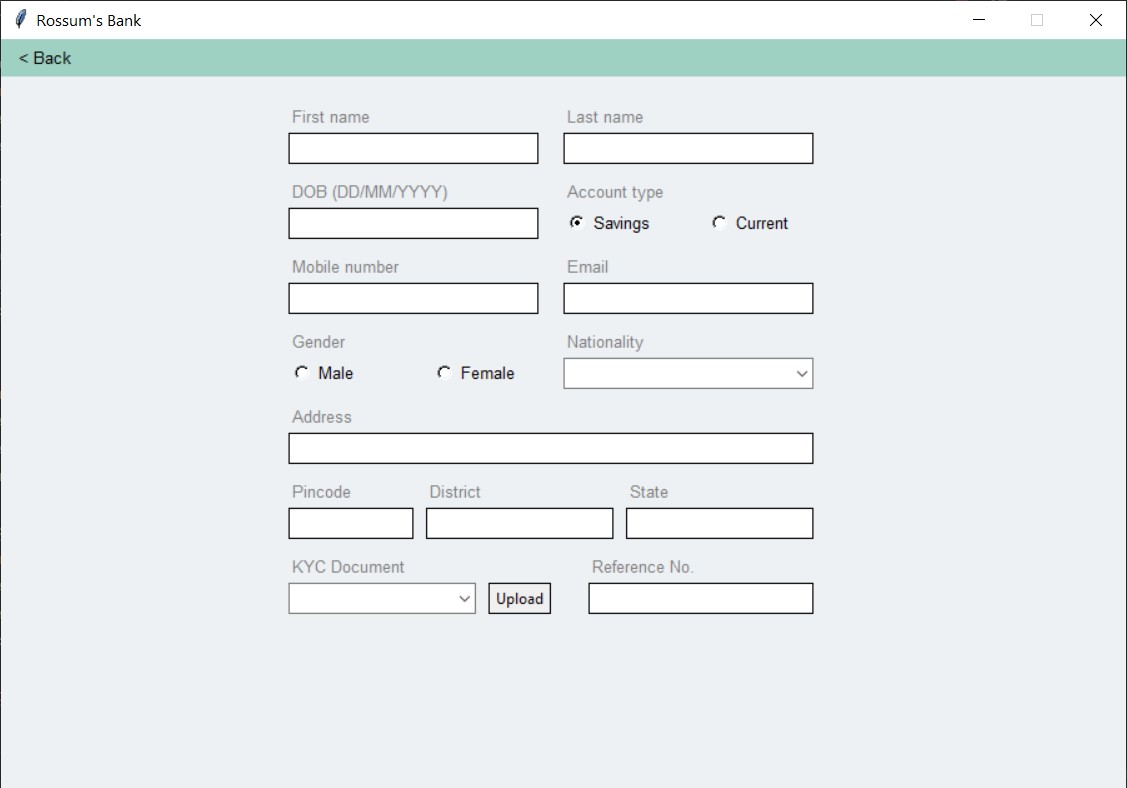 Rossum's Bank
< Back
First name Last name
DOB (DD/MM/YYYY) Account type
Savings Current
Mobile number Email
Gender Nationality
Male Female
Address
Pincode District State
KYC Document Reference No.
Upload